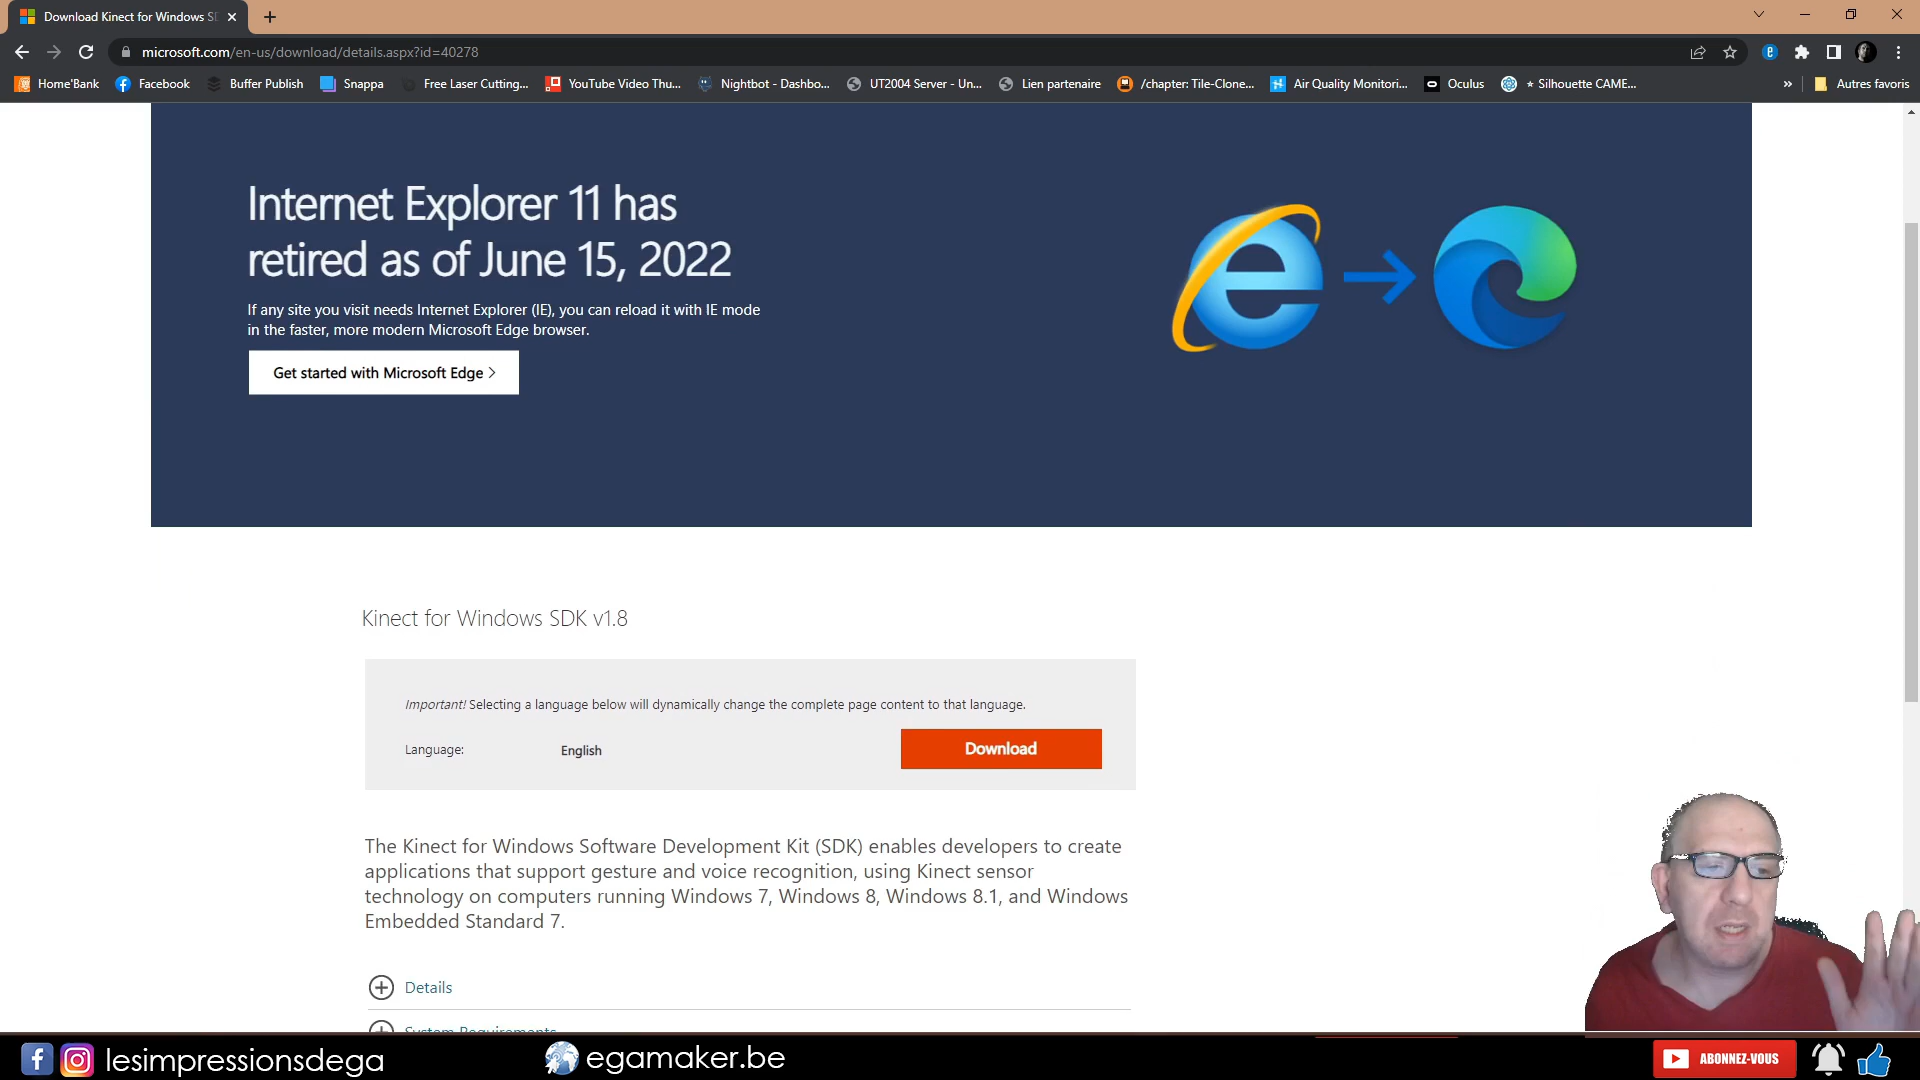 Download Kinect for Windows SD
microsoft.com/en-us/download/details.aspx?id=40278
Home'Bank
Facebook
Buffer Publish
Snappa
Free Laser Cutting...
YouTube Video Thu...
Nightbot - Dashbo...
UT2004 Server - Un...
Lien partenaire
/chapter: Tile-Clone...
Air Quality Monitori...
Oculus
⭑ Silhouette CAME...
»
Autres favoris
Internet Explorer 11 has
retired as of June 15, 2022
If any site you visit needs Internet Explorer (IE), you can reload it with IE mode
in the faster, more modern Microsoft Edge browser.
Get started with Microsoft Edge >
Kinect for Windows SDK v1.8
Important! Selecting a language below will dynamically change the complete page content to that language.
Language:
English
Download
The Kinect for Windows Software Development Kit (SDK) enables developers to create
applications that support gesture and voice recognition, using Kinect sensor
technology on computers running Windows 7, Windows 8, Windows 8.1, and Windows
Embedded Standard 7.
Details
System Requirements
lesimpressionsdega
egamaker.be
ABONNEZ-VOUS